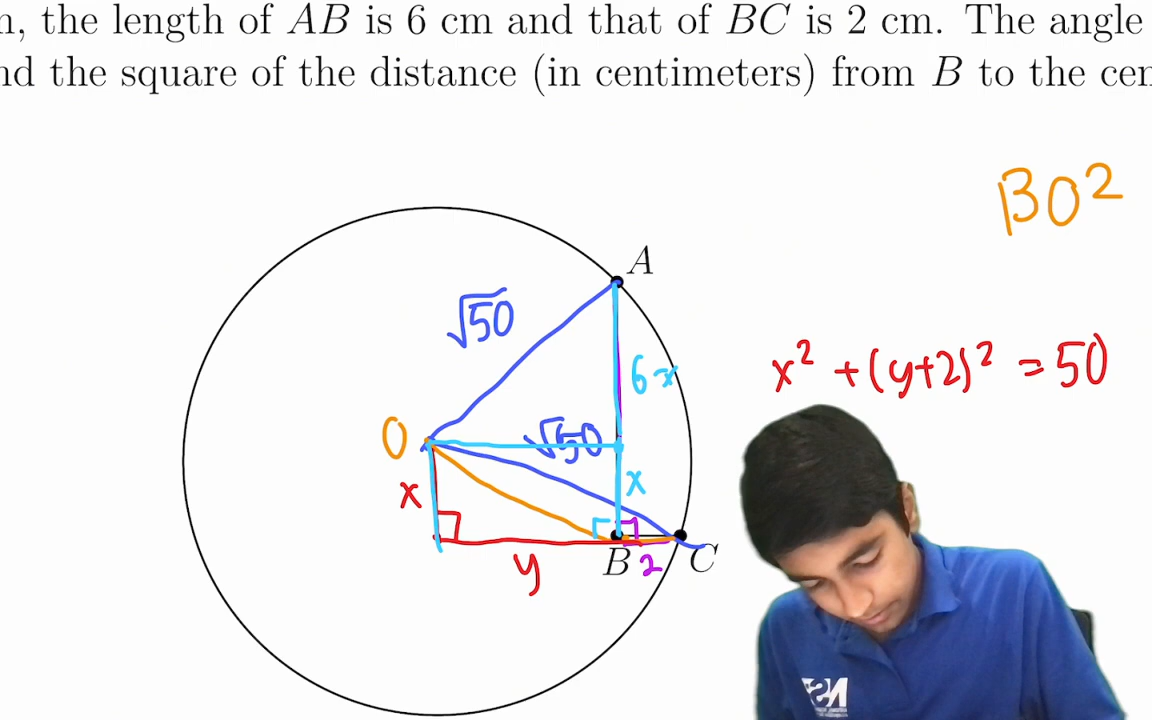 , the length of AB is 6 cm and that of BC is 2 cm. The angle
nd the square of the distance (in centimeters) from B to the cen
BO²
A
√50
6-x
x² + (y+2)² = 50
O
√50
x
x
B
2
C
y